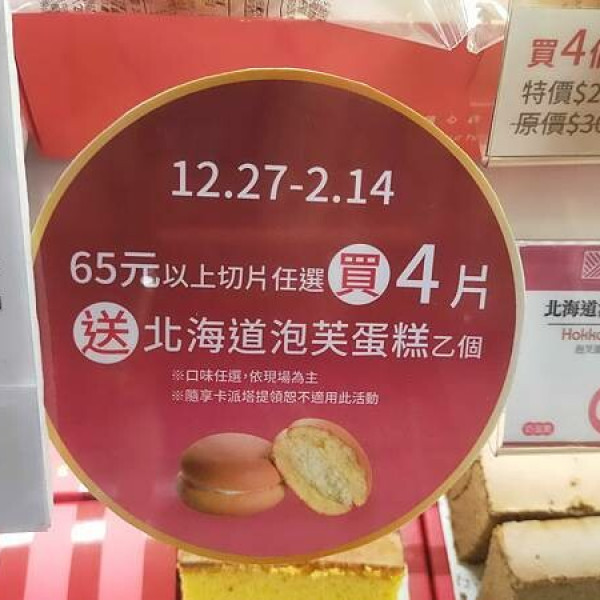 12.27-2.14
65元以上切片任選買4片
送北海道泡芙蛋糕乙個
※口味任選,依現場為主
※隨享卡派塔提領恕不適用此活動
買4
特價$2
原價$3
北海道
Hokk